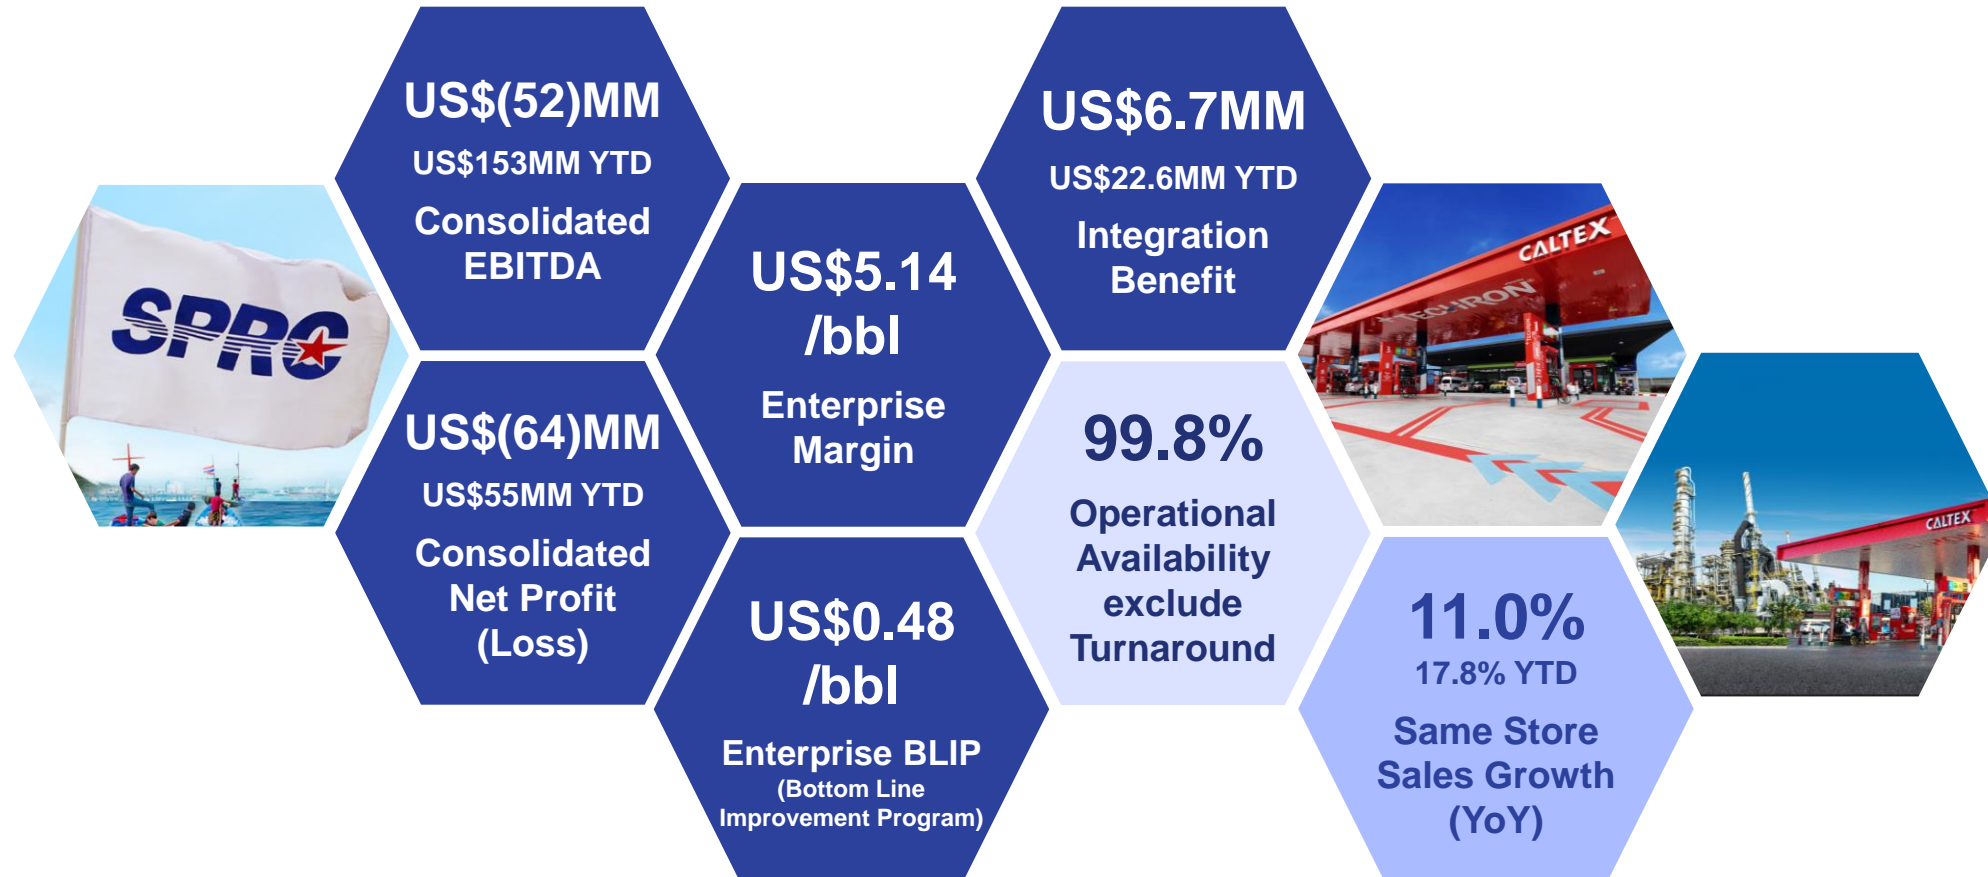 SPRC
US$(52)MM
US$153MM YTD
Consolidated
EBITDA
US$(64)MM
US$55MM YTD
Consolidated
Net Profit
(Loss)
US$5.14
/bbl
Enterprise
Margin
US$0.48
/bbl
Enterprise BLIP
(Bottom Line
Improvement Program)
US$6.7MM
US$22.6MM YTD
Integration
Benefit
99.8%
Operational
Availability
exclude
Turnaround
CALTEX
TECHRON
11.0%
17.8% YTD
Same Store
Sales Growth
(YoY)
CALTEX